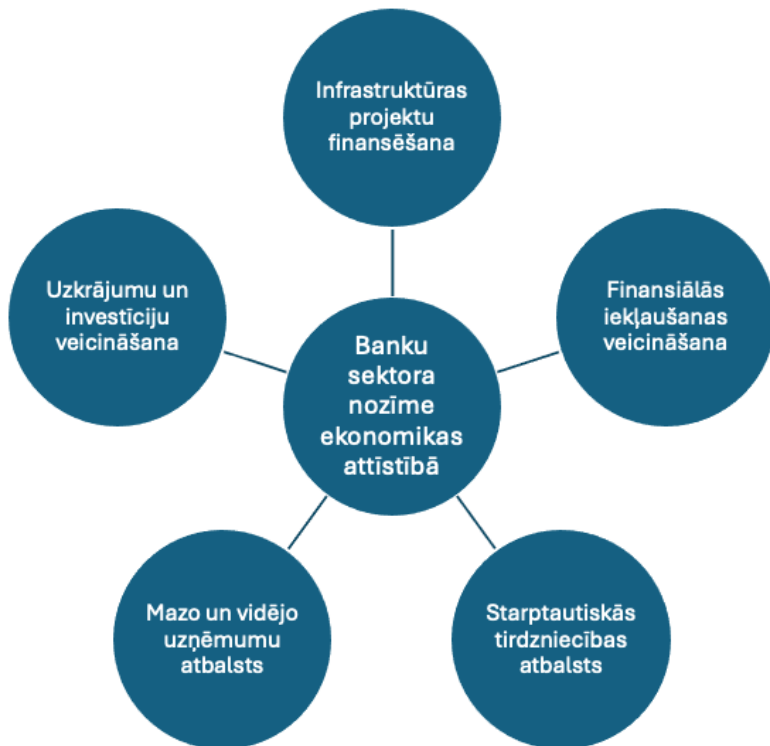 Infrastruktūras
projektu
finansēšana
Uzkrājumu un
investīciju
veicināšana
Finansiālās
iekļaušanas
veicināšana
Banku
sektora
nozīme
ekonomikas
attīstībā
Mazo un vidējo
uzņēmumu
atbalsts
Starptautiskās
tirdzniecības
atbalsts